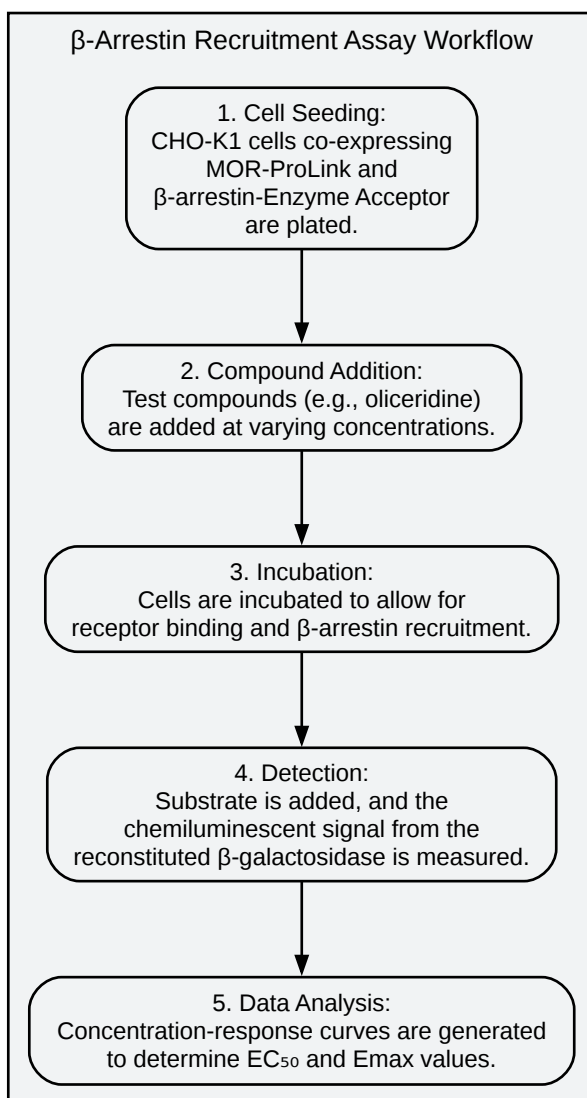 β-Arrestin Recruitment Assay Workflow
1. Cell Seeding:
CHO-K1 cells co-expressing
MOR-ProLink and
β-arrestin-Enzyme Acceptor
are plated.
2. Compound Addition:
Test compounds (e.g., oliceridine)
are added at varying concentrations.
3. Incubation:
Cells are incubated to allow for
receptor binding and β-arrestin recruitment.
4. Detection:
Substrate is added, and the
chemiluminescent signal from the
reconstituted β-galactosidase is measured.
5. Data Analysis:
Concentration-response curves are generated
to determine EC₅₀ and Emax values.